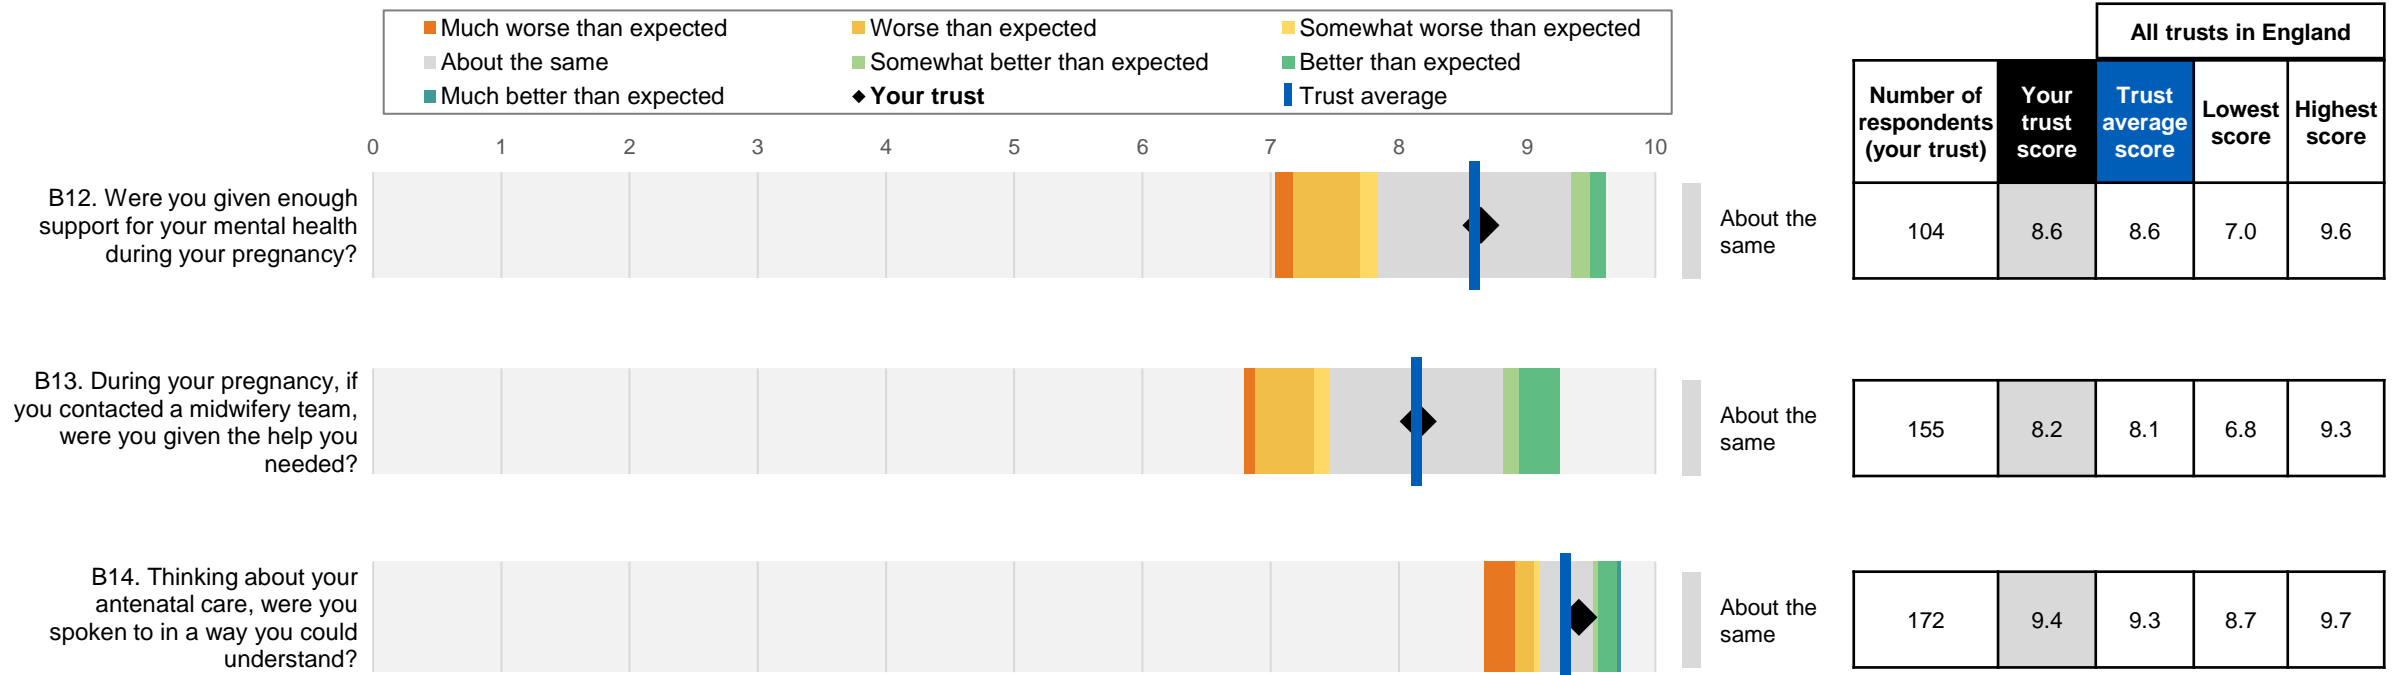 Much worse than expected
Worse than expected
Somewhat worse than expected
About the same
Somewhat better than expected
Better than expected
Much better than expected
Your trust
Trust average
All trusts in England
Number of
respondents
(your trust)
Your
trust
score
Trust
average
score
Lowest
score
Highest
score
0 1 2 3 4 5 6 7 8 9 10
B12. Were you given enough
support for your mental health
during your pregnancy?
About the
same
104 8.6 8.6 7.0 9.6
B13. During your pregnancy, if
you contacted a midwifery team,
were you given the help you
needed?
About the
same
155 8.2 8.1 6.8 9.3
B14. Thinking about your
antenatal care, were you
spoken to in a way you could
understand?
About the
same
172 9.4 9.3 8.7 9.7